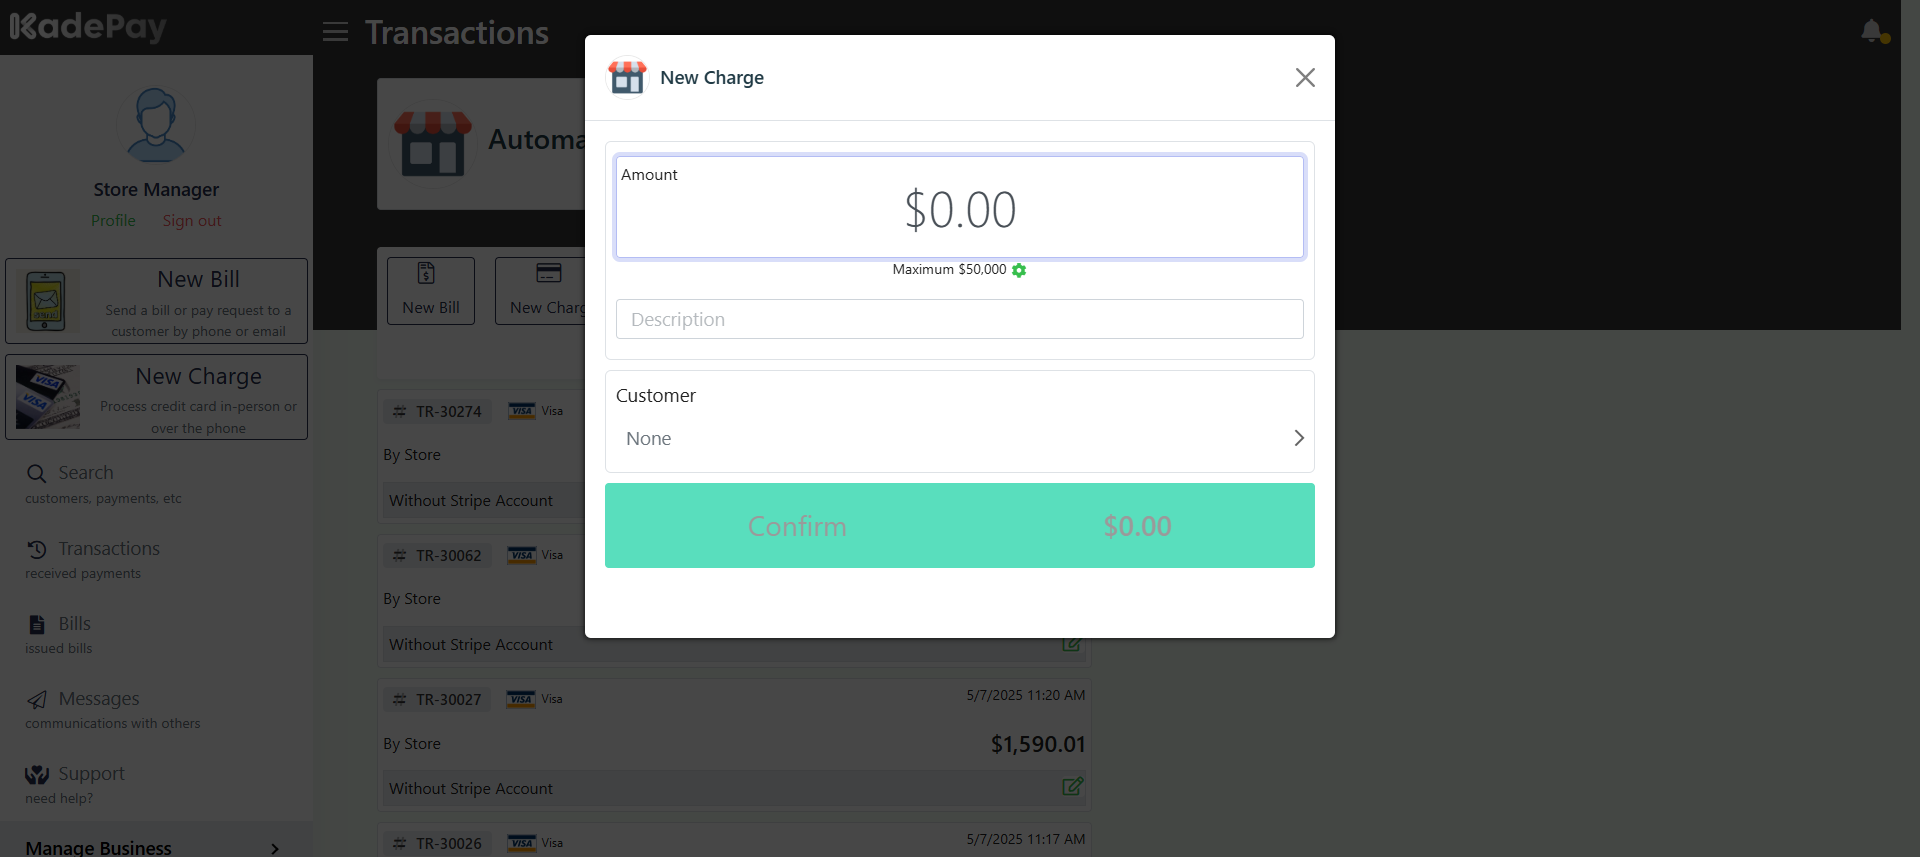 KadePay
Transactions
Store Manager
Profile Sign out
New Bill
Send a bill or pay request to a
customer by phone or email
New Charge
Process credit card in-person or
over the phone
Search
customers, payments, etc
Transactions
received payments
Bills
issued bills
Messages
communications with others
Support
need help?
Manage Business
Automa
New Bill
New Charg
# TR-30274 VISA Visa
By Store
Without Stripe Account
# TR-30062 VISA Visa
By Store
Without Stripe Account
# TR-30027 VISA Visa 5/7/2025 11:20 AM
By Store $1,590.01
Without Stripe Account
# TR-30026 VISA Visa 5/7/2025 11:17 AM
New Charge
Amount
$0.00
Maximum $50,000
Description
Customer
None
Confirm $0.00